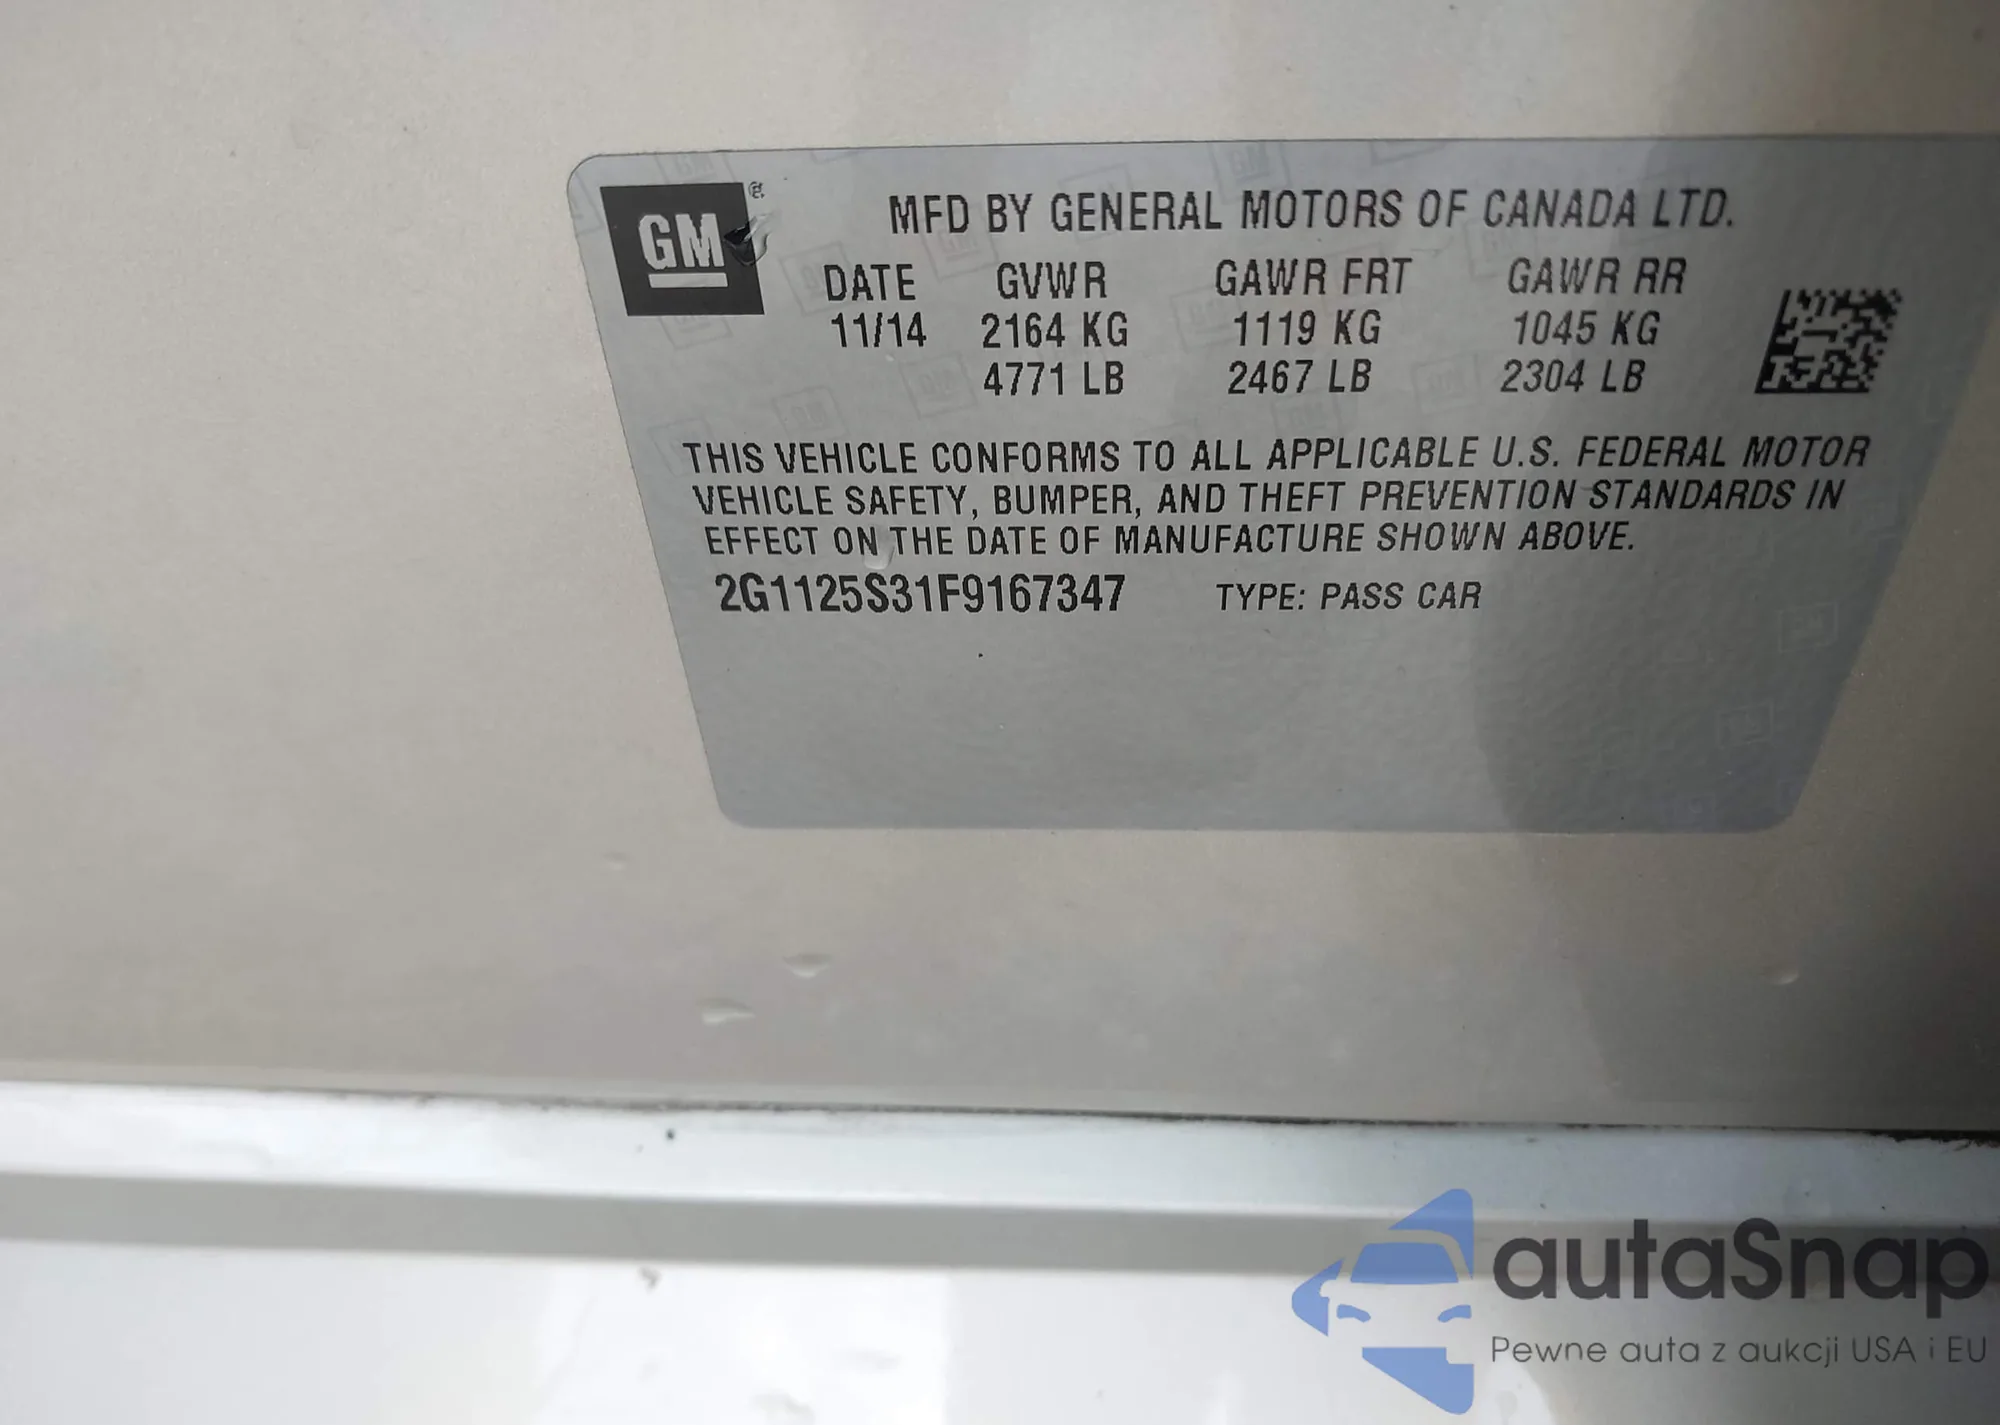 GM ®
MFD BY GENERAL MOTORS OF CANADA LTD.
DATE GVWR GAWR FRT GAWR RR
11/14 2164 KG 1119 KG 1045 KG
4771 LB 2467 LB 2304 LB
THIS VEHICLE CONFORMS TO ALL APPLICABLE U.S. FEDERAL MOTOR
VEHICLE SAFETY, BUMPER, AND THEFT PREVENTION STANDARDS IN
EFFECT ON THE DATE OF MANUFACTURE SHOWN ABOVE.
2G1125S31F9167347 TYPE: PASS CAR
autaSnap
Pewne auta z aukcji USA i EU